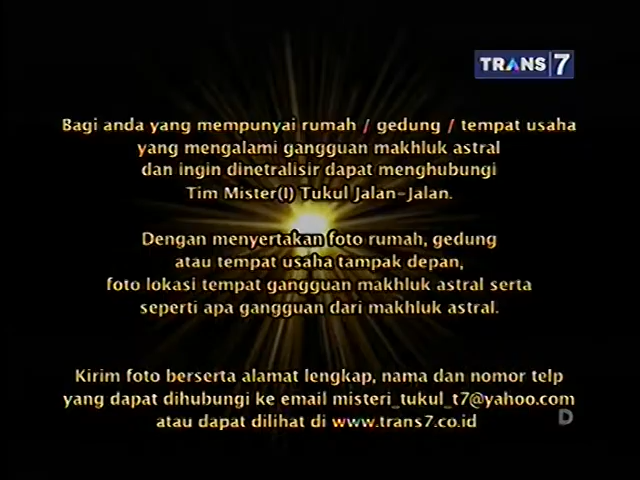 TRANS|7
Bagi anda yang mempunyai rumah / gedung / tempat usaha
yang mengalami gangguan makhluk astral
dan ingin dinetralisir dapat menghubungi
Tim Mister(I) Tukul Jalan-Jalan.
Dengan menyertakan foto rumah, gedung
atau tempat usaha tampak depan,
foto lokasi tempat gangguan makhluk astral serta
seperti apa gangguan dari makhluk astral.
Kirim foto berserta alamat lengkap, nama dan nomor telp
yang dapat dihubungi ke email misteri_tukul_t7@yahoo.com
atau dapat dilihat di www.trans7.co.id
D